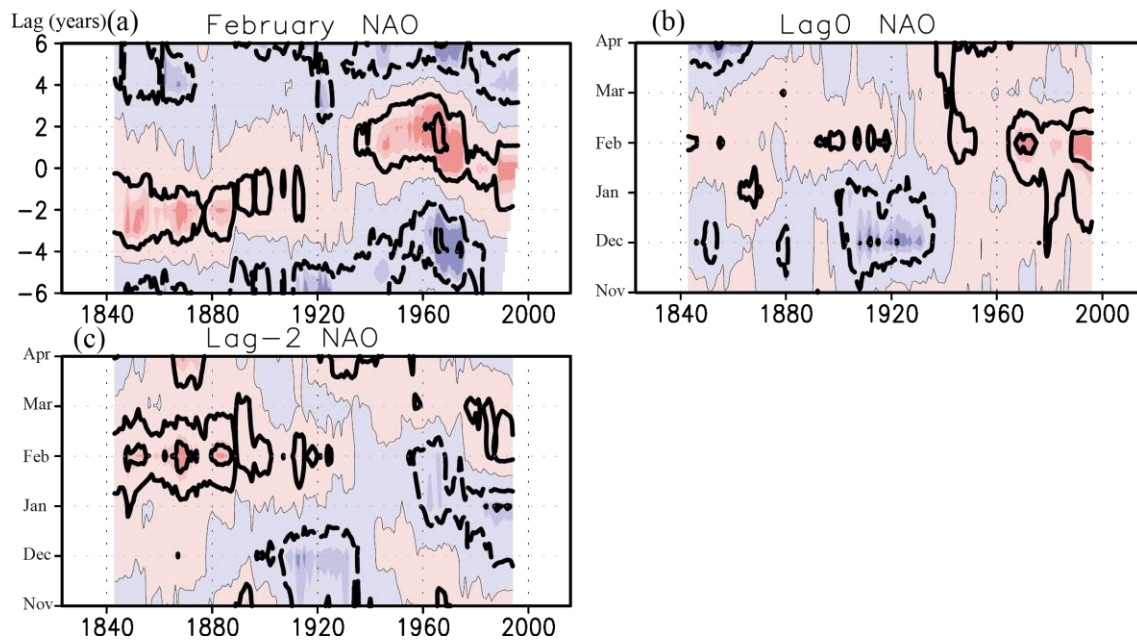 Lag (years) (a) February NAO
6
4
2
0
−2
−4
−6
1840 1880 1920 1960 2000
(b) Lag0 NAO
Apr
Mar
Feb
Jan
Dec
Nov
1840 1880 1920 1960 2000
(c) Lag−2 NAO
Apr
Mar
Feb
Jan
Dec
Nov
1840 1880 1920 1960 2000